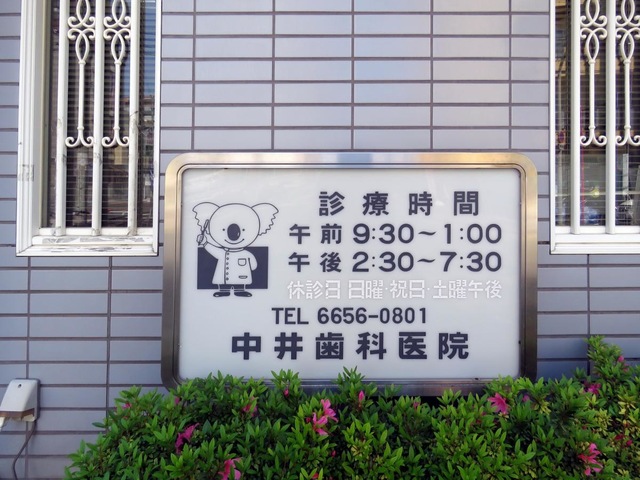 診療時間
午前 9:30～1:00
午後 2:30～7:30
休診日 日曜・祝日・土曜午後
TEL 6656-0801
中井歯科医院